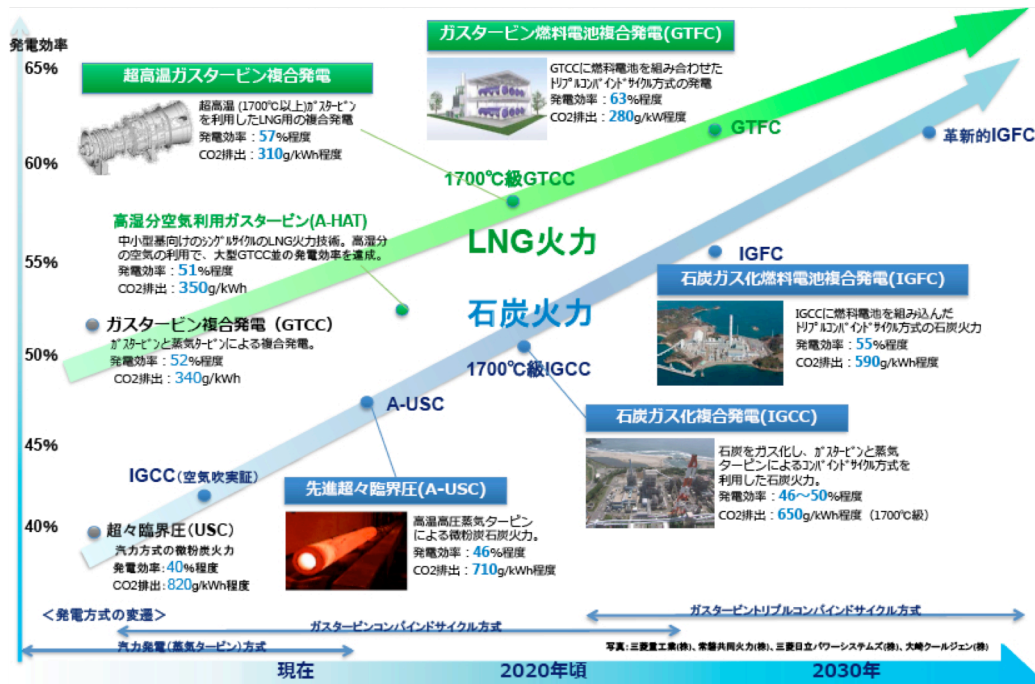 発電効率
65%
60%
55%
50%
45%
40%
ガスタービン燃料電池複合発電(GTFC)
GTCCに燃料電池を組み合わせた
トリプルコンバインドサイクル方式の発電
発電効率：63%程度
CO2排出：280g/kW程度
超高温ガスタービン複合発電
超高温 (1700℃以上)ガスタービン
を利用したLNG用の複合発電
発電効率：57%程度
CO2排出：310g/kWh程度
GTFC
革新的IGFC
1700℃級GTCC
高湿分空気利用ガスタービン(A-HAT)
中小型基向けのシングルサイクルのLNG火力技術。高湿分
の空気の利用で、大型GTCC並の発電効率を達成。
発電効率：51%程度
CO2排出：350g/kWh
LNG火力
IGFC
石炭ガス化燃料電池複合発電(IGFC)
IGCCに燃料電池を組み込んだ
トリプルコンバインドサイクル方式の石炭火力
発電効率：55%程度
CO2排出：590g/kWh程度
石炭火力
ガスタービン複合発電（GTCC）
ガスタービンと蒸気タービンによる複合発電。
発電効率：52%程度
CO2排出：340g/kWh
1700℃級IGCC
A-USC
石炭ガス化複合発電(IGCC)
石炭をガス化し、ガスタービンと蒸気
タービンによるコンバインドサイクル方式を
利用した石炭火力。
発電効率：46～50%程度
CO2排出：650g/kWh程度（1700℃級）
IGCC（空気吹実証）
先進超々臨界圧(A-USC)
高温高圧蒸気タービン
による微粉炭石炭火力。
発電効率：46%程度
CO2排出：710g/kWh程度
超々臨界圧（USC）
汽力方式の微粉炭火力
発電効率：40%程度
CO2排出：820g/kWh程度
＜発電方式の変遷＞
ガスタービントリプルコンバインドサイクル方式
ガスタービンコンバインドサイクル方式
汽力発電（蒸気タービン）方式
写真：三菱重工業(株)、常磐共同火力(株)、三菱日立パワーシステムズ(株)、大崎クールジェン(株)
現在
2020年頃
2030年